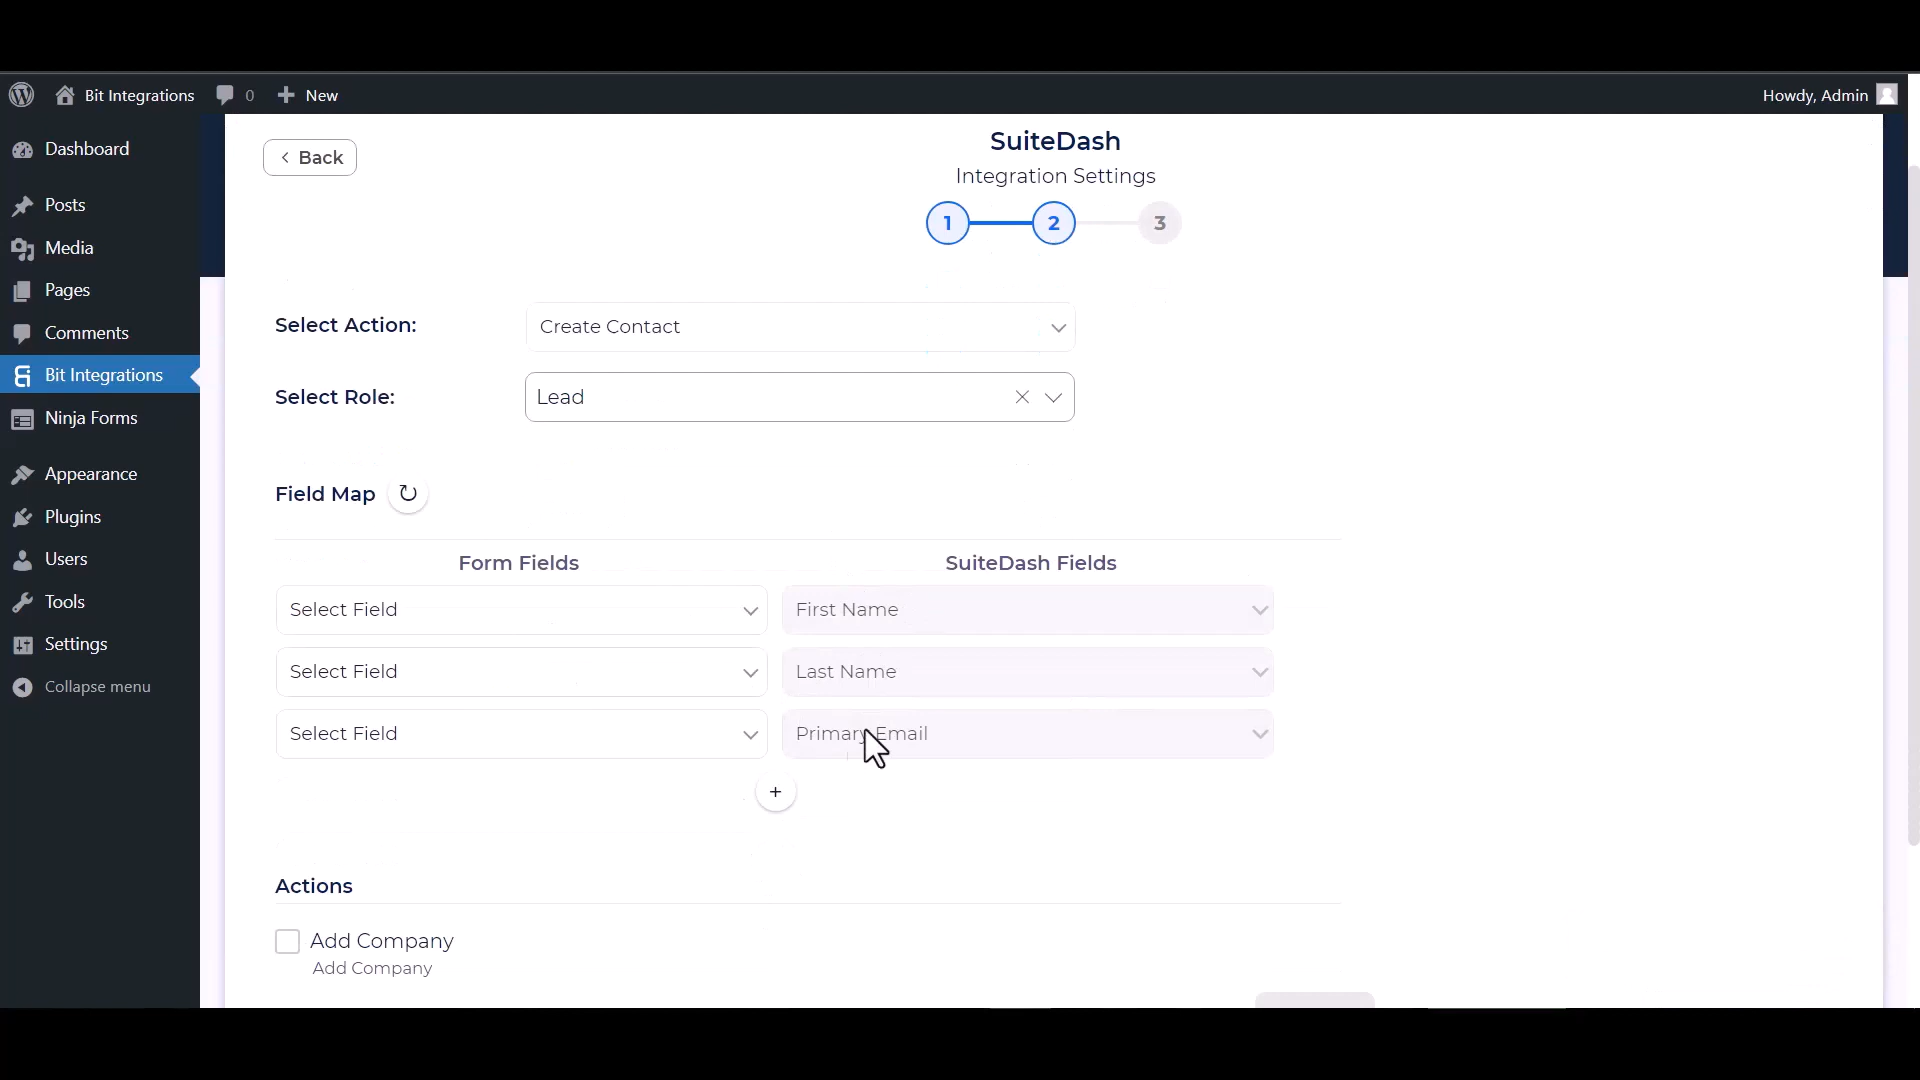 Bit Integrations
0
New
Howdy, Admin
Dashboard
Posts
Media
Pages
Comments
Bit Integrations
Ninja Forms
Appearance
Plugins
Users
Tools
Settings
Collapse menu
Back
SuiteDash
Integration Settings
1
2
3
Select Action:
Create Contact
Select Role:
Lead
Field Map
Form Fields
SuiteDash Fields
Select Field
First Name
Select Field
Last Name
Select Field
Primary Email
+
Actions
Add Company
Add Company